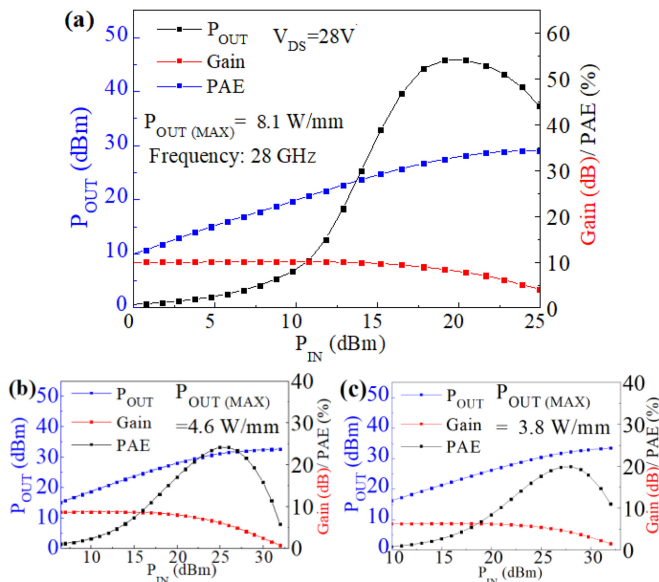 (a)
P_OUT
Gain
PAE
V_DS=28V
P_OUT (MAX) = 8.1 W/mm
Frequency: 28 GHz
P_OUT (dBm)
50
40
30
20
10
0
Gain (dB)/ PAE (%)
60
50
40
30
20
10
0
0 5 10 15 20 25
P_IN (dBm)
(b)
P_OUT
Gain
PAE
P_OUT (MAX)
=4.6 W/mm
P_OUT (dBm)
50
40
30
20
10
0
Gain (dB)/ PAE (%)
40
30
20
10
0
10 15 20 25 30
P_IN (dBm)
(c)
P_OUT
Gain
PAE
P_OUT (MAX)
= 3.8 W/mm
P_OUT (dBm)
50
40
30
20
10
0
Gain (dB)/ PAE (%)
40
30
20
10
0
10 15 20 25 30
P_IN (dBm)